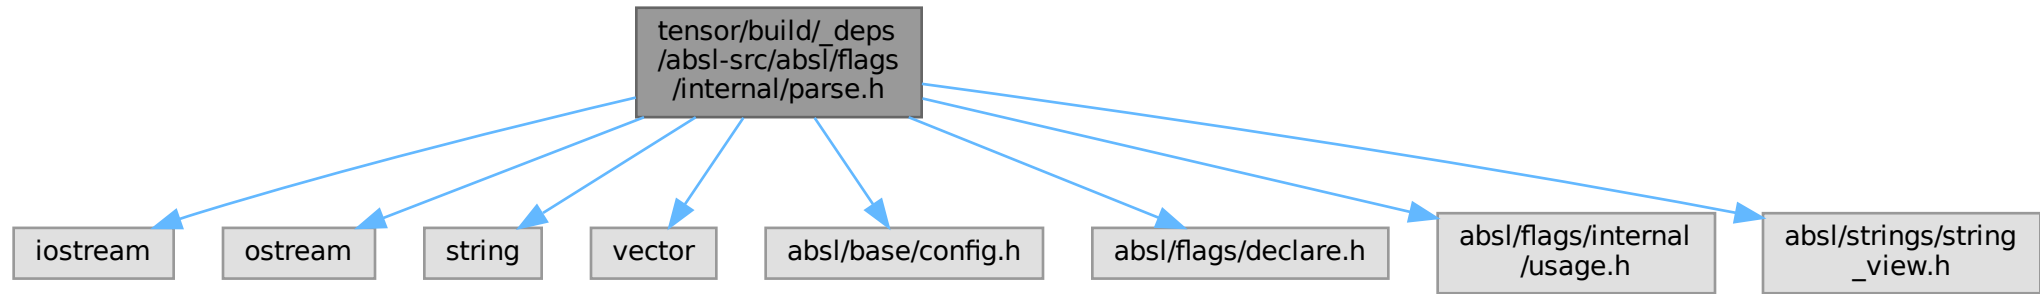 tensor/build/_deps
/absl-src/absl/flags
/internal/parse.h
iostream
ostream
string
vector
absl/base/config.h
absl/flags/declare.h
absl/flags/internal
/usage.h
absl/strings/string
_view.h